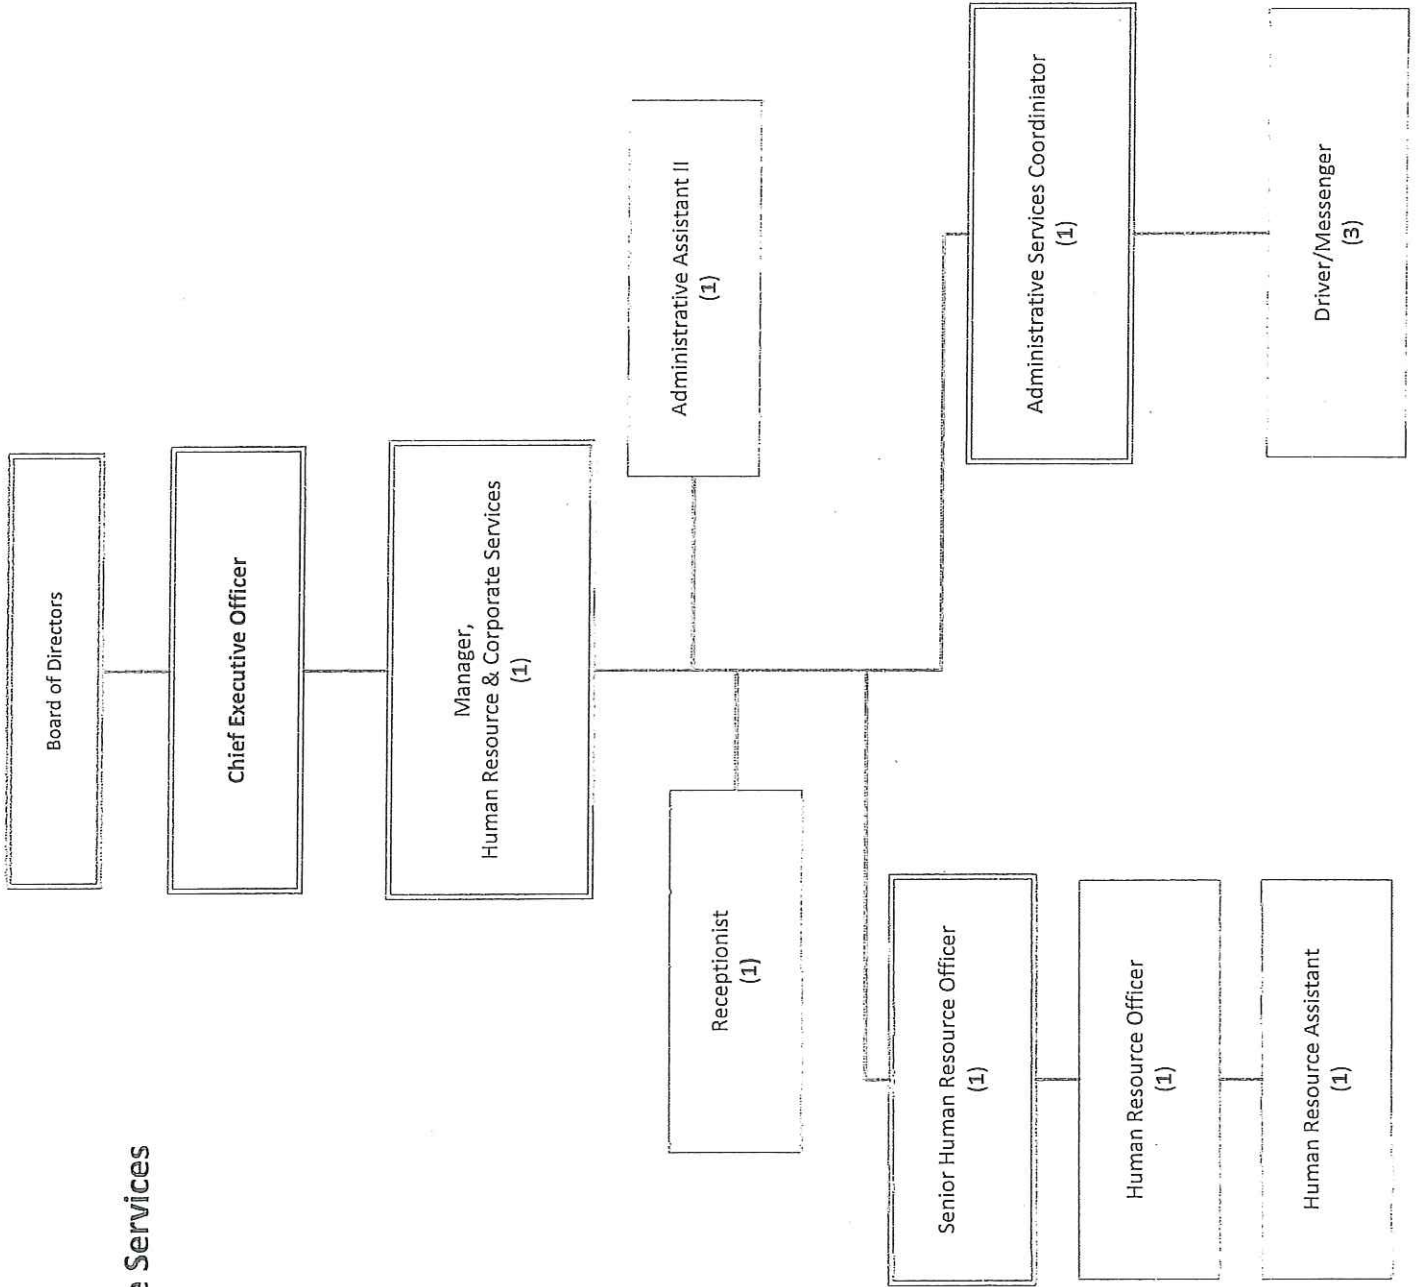 e Services
Board of Directors
Chief Executive Officer
Manager,
Human Resource & Corporate Services
(1)
Administrative Assistant II
(1)
Receptionist
(1)
Senior Human Resource Officer
(1)
Human Resource Officer
(1)
Human Resource Assistant
(1)
Administrative Services Coordiniator
(1)
Driver/Messenger
(3)